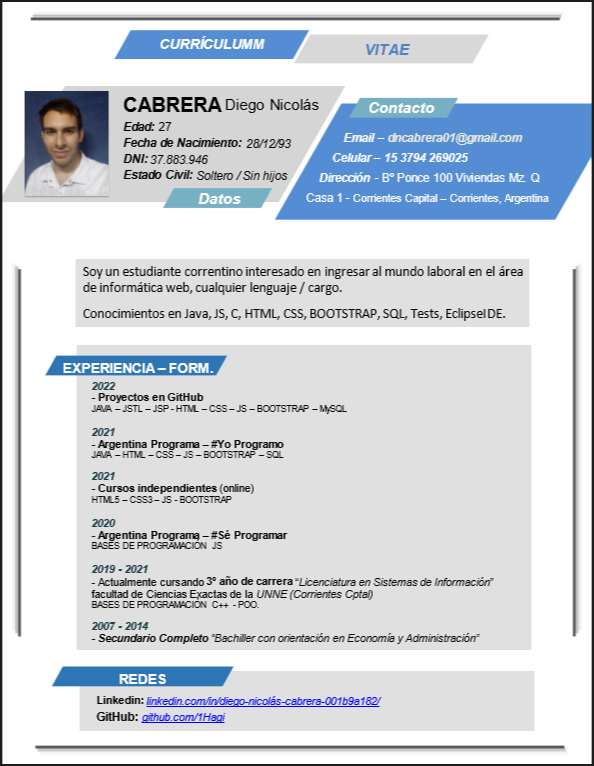 CURRÍCULUMM
VITAE
CABRERA Diego Nicolás
Edad: 27
Fecha de Nacimiento: 28/12/93
DNI: 37.883.946
Estado Civil: Soltero / Sin hijos
Datos
Contacto
Email – dncabrera01@gmail.com
Celular – 15 3794 269025
Dirección - Bº Ponce 100 Viviendas Mz. Q
Casa 1 - Corrientes Capital – Corrientes, Argentina
Soy un estudiante correntino interesado en ingresar al mundo laboral en el área
de informática web, cualquier lenguaje / cargo.
Conocimientos en Java, JS, C, HTML, CSS, BOOTSTRAP, SQL, Tests, EclipseIDE.
EXPERIENCIA – FORM.
2022
- Proyectos en GitHub
JAVA – JSTL – JSP - HTML – CSS – JS – BOOTSTRAP – MySQL
2021
- Argentina Programa – #Yo Programo
JAVA – HTML – CSS – JS – BOOTSTRAP – SQL
2021
- Cursos independientes (online)
HTML5 – CSS3 – JS - BOOTSTRAP
2020
- Argentina Programa – #Sé Programar
BASES DE PROGRAMACIÓN JS
2019 - 2021
- Actualmente cursando 3º año de carrera “Licenciatura en Sistemas de Información”
facultad de Ciencias Exactas de la UNNE (Corrientes Cptal)
BASES DE PROGRAMACIÓN C++ - POO.
2007 - 2014
- Secundario Completo “Bachiller con orientación en Economía y Administración”
REDES
Linkedin: linkedin.com/in/diego-nicolás-cabrera-001b9a182/
GitHub: github.com/1Hagi